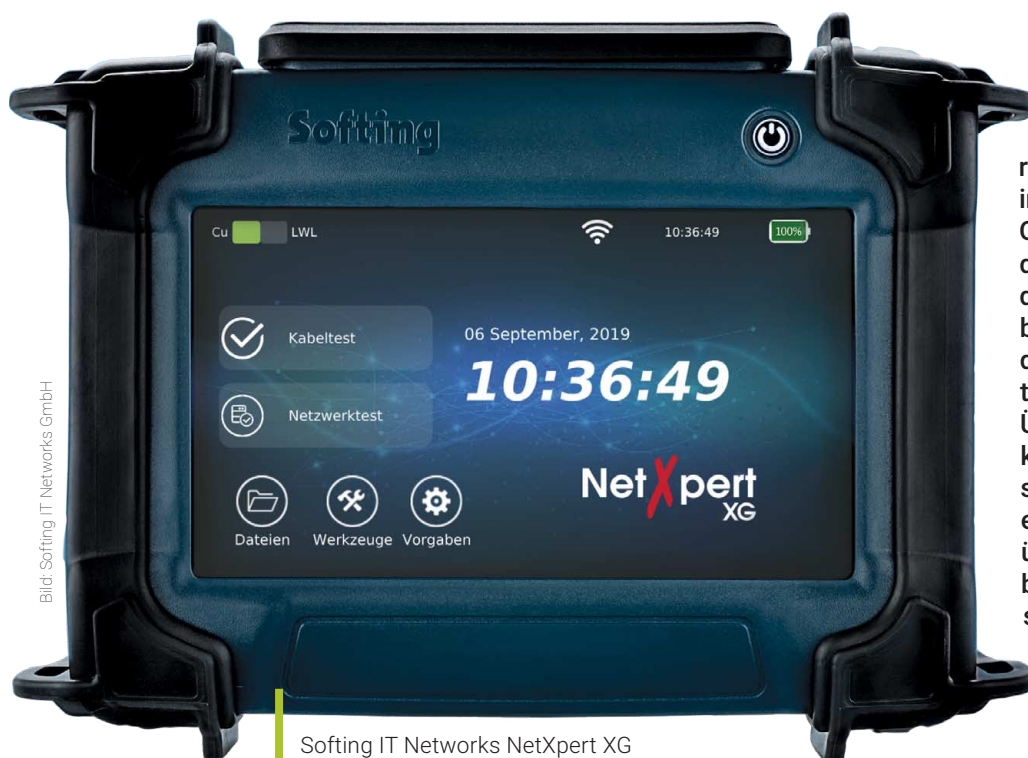 Softing
Cu LWL 10:36:49 100%
Kabeltest
Netzwerktest
06 September, 2019
10:36:49
NetXpert
XG
Dateien Werkzeuge Vorgaben
Bild: Softing IT Networks GmbH
Softing IT Networks NetXpert XG